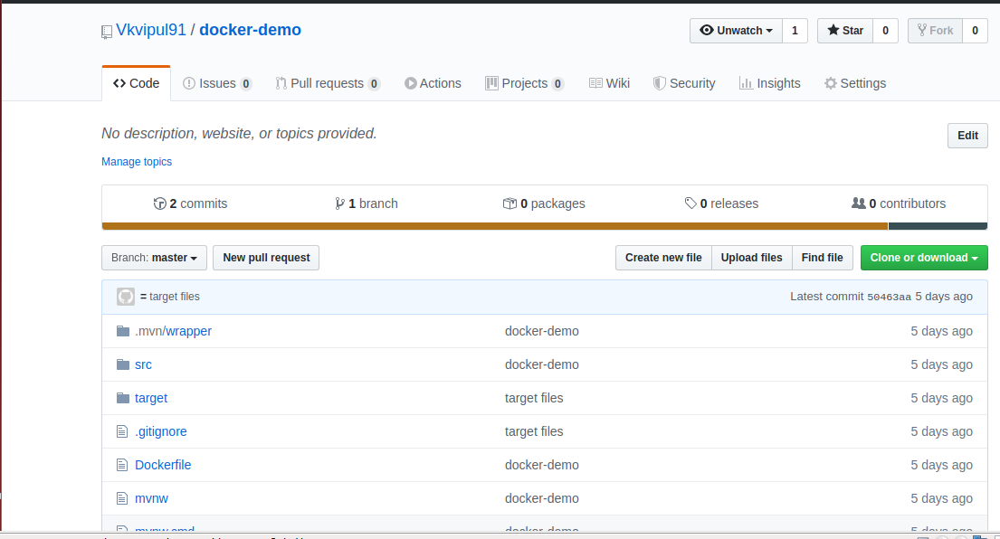 Vkvipul91 / docker-demo
Unwatch 1 Star 0 Fork 0
Code Issues 0 Pull requests 0 Actions Projects 0 Wiki Security Insights Settings
No description, website, or topics provided.
Edit
Manage topics
2 commits 1 branch 0 packages 0 releases 0 contributors
Branch: master New pull request Create new file Upload files Find file Clone or download
= target files Latest commit 50463aa 5 days ago
.mvn/wrapper docker-demo 5 days ago
src docker-demo 5 days ago
target target files 5 days ago
.gitignore target files 5 days ago
Dockerfile docker-demo 5 days ago
mvnw docker-demo 5 days ago
mvnw.cmd docker-demo 5 days ago